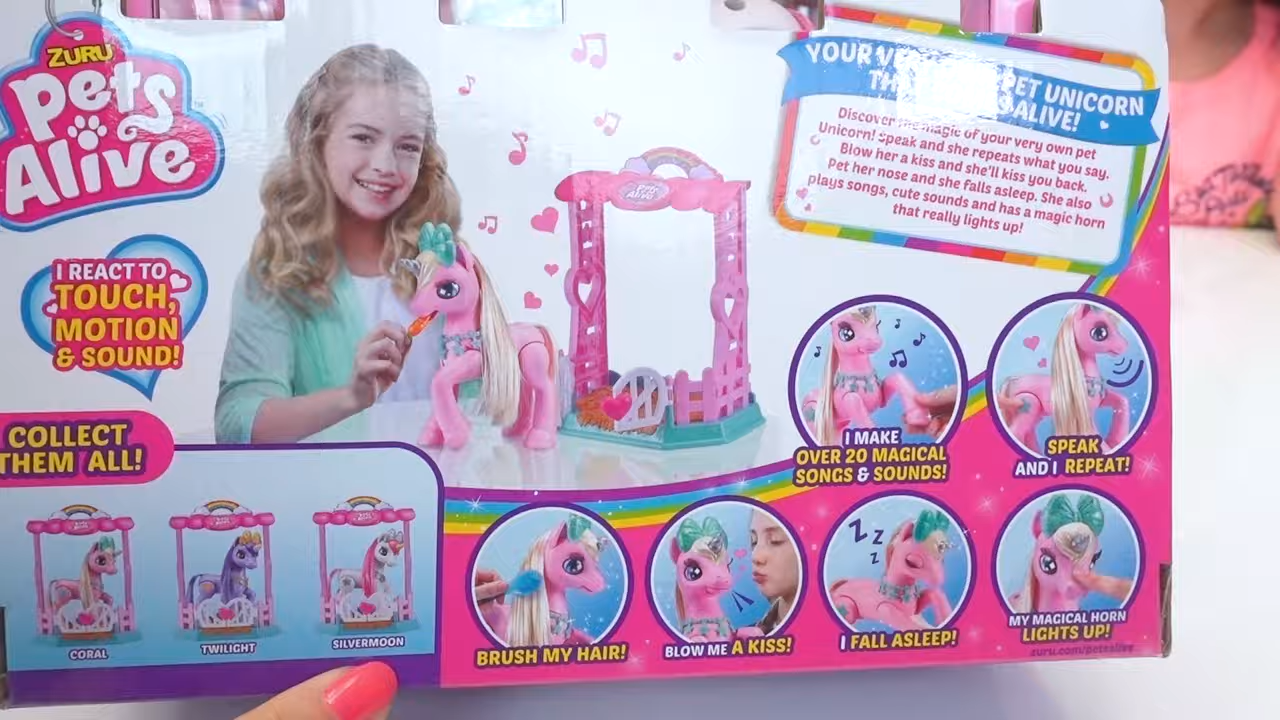 ZURU
Pets
Alive
™
I REACT TO
TOUCH,
MOTION
& SOUND!
COLLECT
THEM ALL!
CORAL
TWILIGHT
SILVERMOON
Pets
Alive
YOUR PET UNICORN
ALIVE!
Discover the magic of your very own pet
Unicorn! Speak and she repeats what you say.
Blow her a kiss and she'll kiss you back.
Pet her nose and she falls asleep. She also
plays songs, cute sounds and has a magic horn
that really lights up!
I MAKE
OVER 20 MAGICAL
SONGS & SOUNDS!
SPEAK
AND I REPEAT!
BRUSH MY HAIR!
BLOW ME A KISS!
Z Z
Z
I FALL ASLEEP!
MY MAGICAL HORN
LIGHTS UP!
zuru.com/petsalive